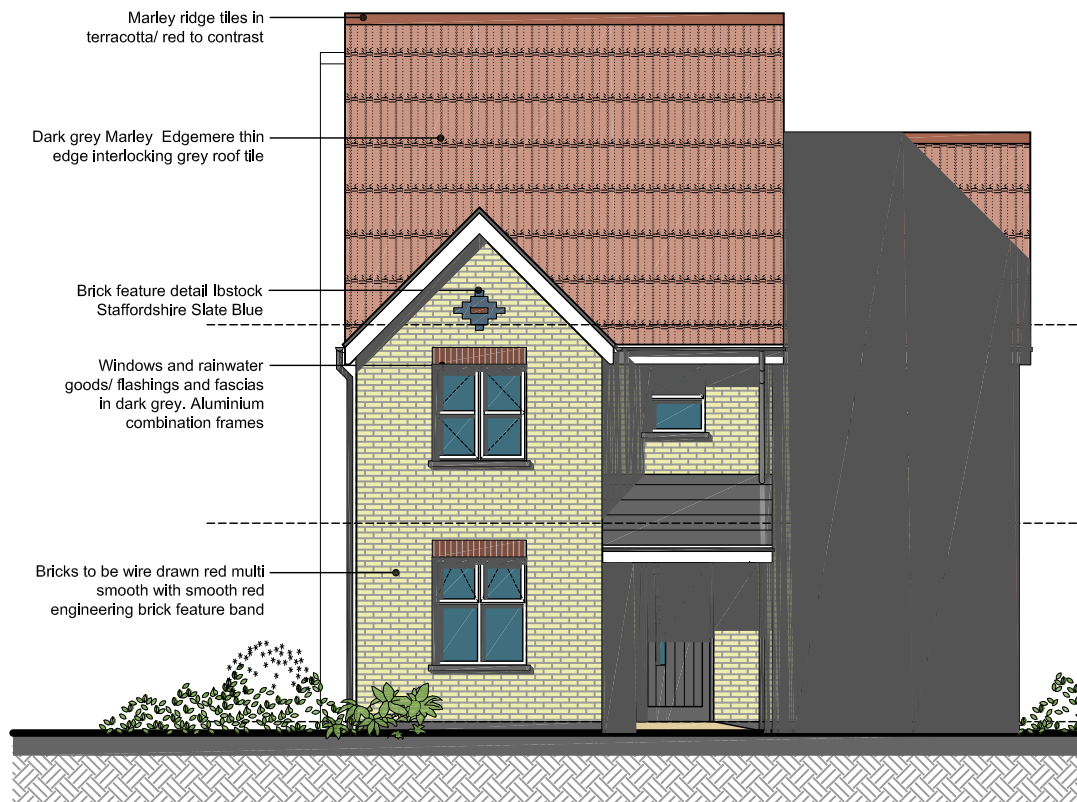 Marley ridge tiles in
terracotta/ red to contrast
Dark grey Marley Edgemere thin
edge interlocking grey roof tile
Brick feature detail Ibstock
Staffordshire Slate Blue
Windows and rainwater
goods/ flashings and fascias
in dark grey. Aluminium
combination frames
Bricks to be wire drawn red multi
smooth with smooth red
engineering brick feature band